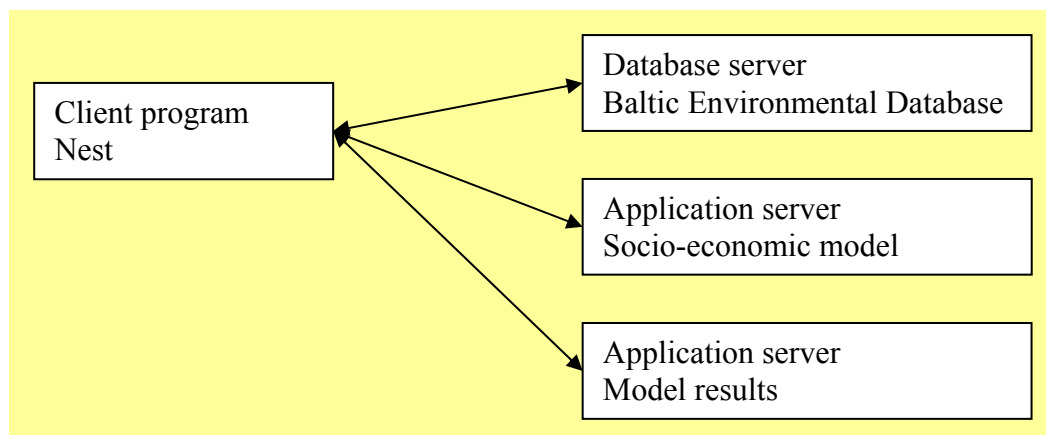 Client program
Nest
Database server
Baltic Environmental Database
Application server
Socio-economic model
Application server
Model results